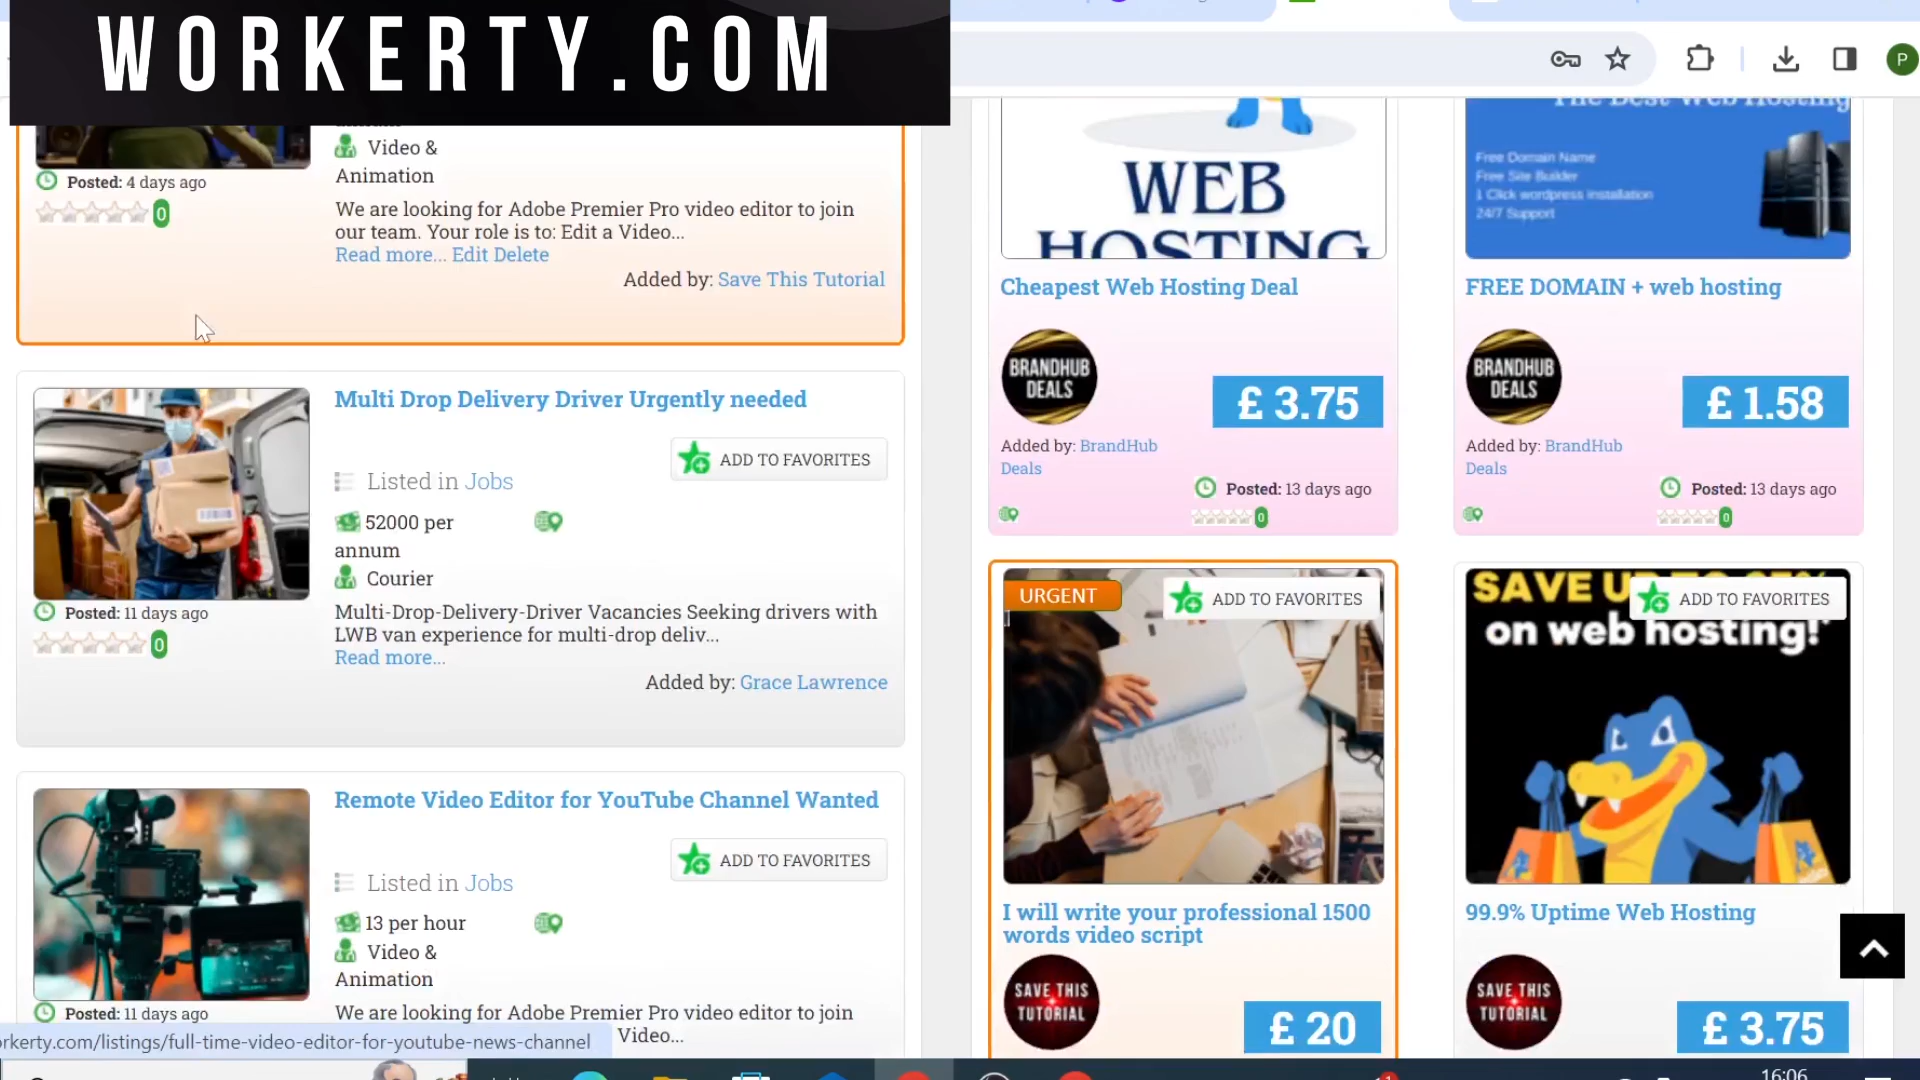 WORKERTY.COM
P
Video &
Animation
Posted: 4 days ago
0
We are looking for Adobe Premier Pro video editor to join
our team. Your role is to: Edit a Video...
Read more... Edit Delete
Added by: Save This Tutorial
Multi Drop Delivery Driver Urgently needed
ADD TO FAVORITES
Listed in Jobs
52000 per
annum
Courier
Posted: 11 days ago
0
Multi-Drop-Delivery-Driver Vacancies Seeking drivers with
LWB van experience for multi-drop deliv...
Read more...
Added by: Grace Lawrence
Remote Video Editor for YouTube Channel Wanted
ADD TO FAVORITES
Listed in Jobs
13 per hour
Video &
Animation
Posted: 11 days ago
We are looking for Adobe Premier Pro video editor to join
Video...
rkerty.com/listings/full-time-video-editor-for-youtube-news-channel
WEB
HOSTING
Cheapest Web Hosting Deal
BRANDHUB
DEALS
£ 3.75
Added by: BrandHub
Deals
Posted: 13 days ago
0
The Best Web Hosting
Free Domain Name
Free Site Builder
1 Click wordpress installation
24/7 Support
FREE DOMAIN + web hosting
BRANDHUB
DEALS
£ 1.58
Added by: BrandHub
Deals
Posted: 13 days ago
0
URGENT
ADD TO FAVORITES
I will write your professional 1500
words video script
SAVE THIS
TUTORIAL
£ 20
SAVE
ADD TO FAVORITES
on web hosting!*
99.9% Uptime Web Hosting
SAVE THIS
TUTORIAL
£ 3.75
16:06